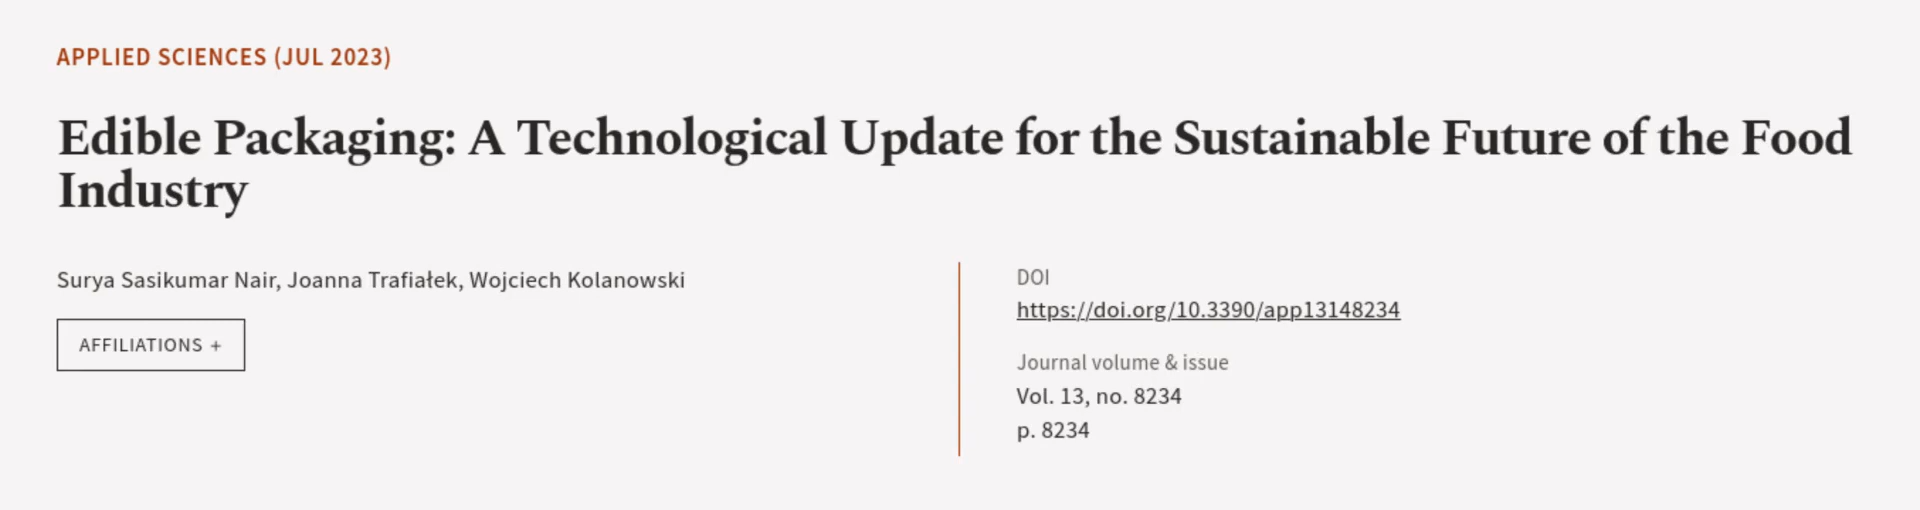 APPLIED SCIENCES (JUL 2023)
Edible Packaging: A Technological Update for the Sustainable Future of the Food
Industry
Surya Sasikumar Nair, Joanna Trafiałek, Wojciech Kolanowski
AFFILIATIONS +
DOI
https://doi.org/10.3390/app13148234
Journal volume & issue
Vol. 13, no. 8234
p. 8234